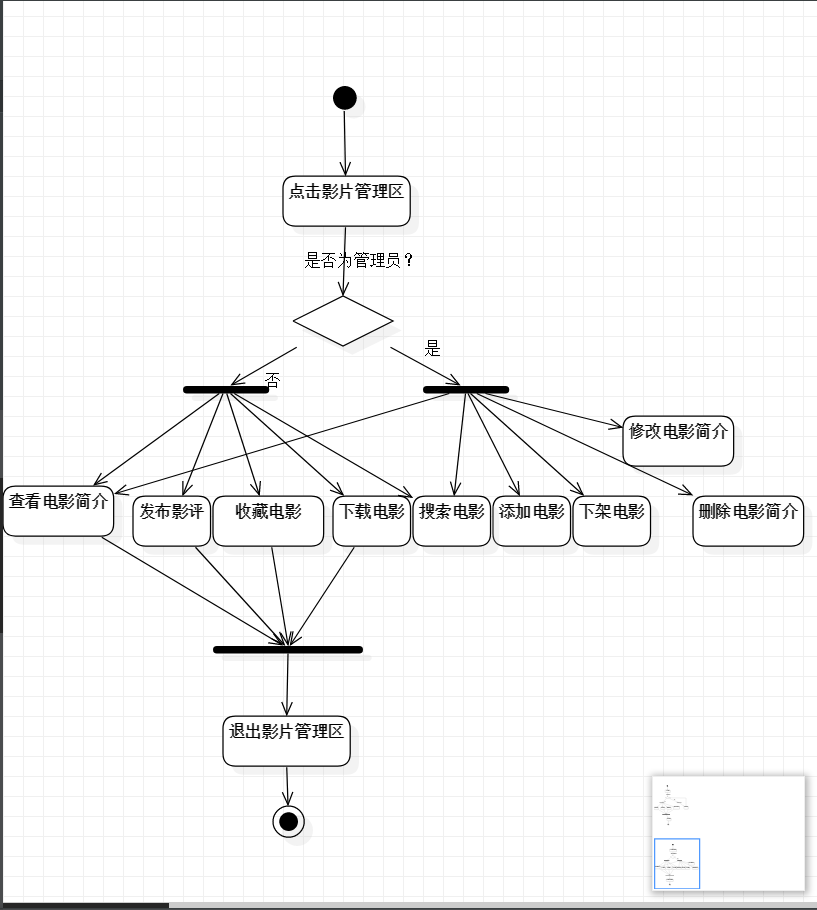 点击影片管理区
是否为管理员？
是
否
修改电影简介
查看电影简介
发布影评
收藏电影
下载电影
搜索电影
添加电影
下架电影
删除电影简介
退出影片管理区